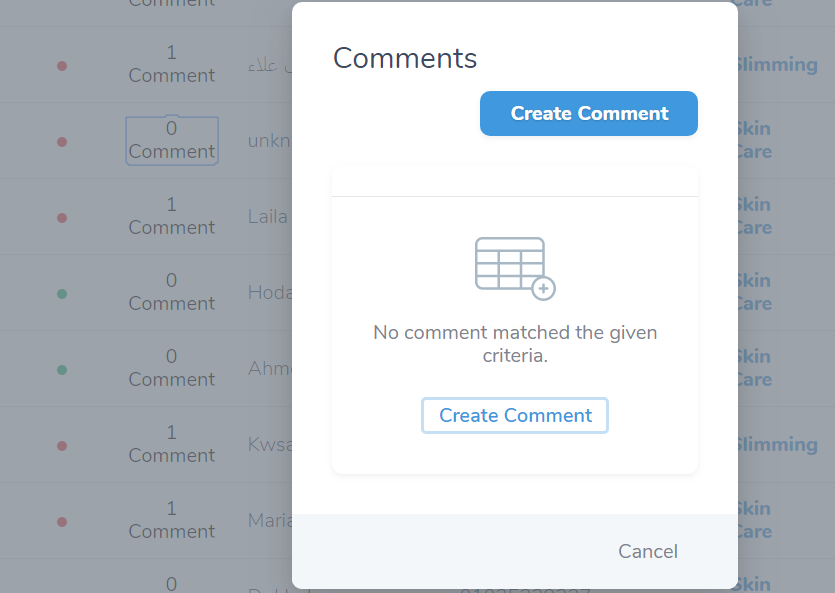 Comment
Care
1
Comment
علاء
Slimming
0
Comment
unkn
Skin
Care
1
Comment
Laila
Skin
Care
0
Comment
Hoda
Skin
Care
0
Comment
Ahm
Skin
Care
1
Comment
Kwsa
Slimming
1
Comment
Maria
Skin
Care
0
Skin
Comments
Create Comment
No comment matched the given
criteria.
Create Comment
Cancel